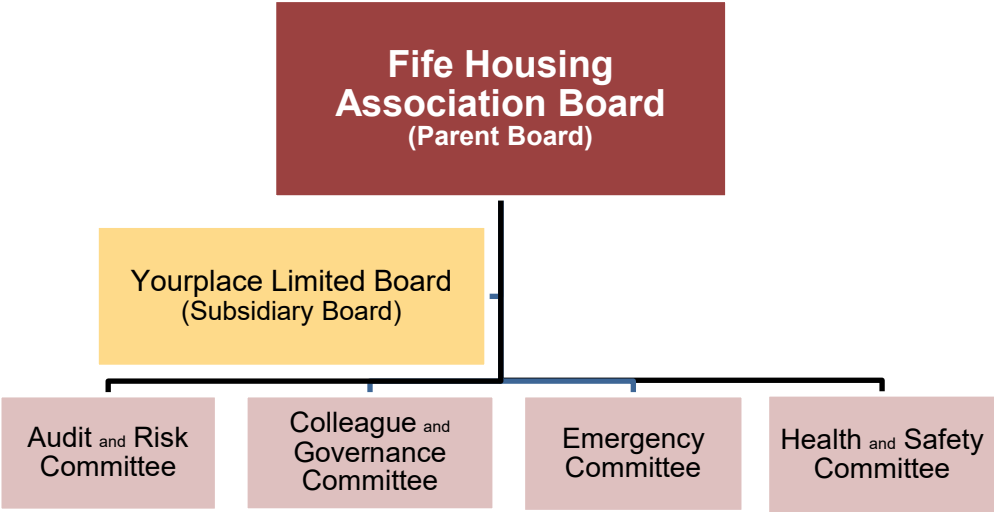 Fife Housing
Association Board
(Parent Board)
Yourplace Limited Board
(Subsidiary Board)
Audit and Risk
Committee
Colleague and
Governance
Committee
Emergency
Committee
Health and Safety
Committee